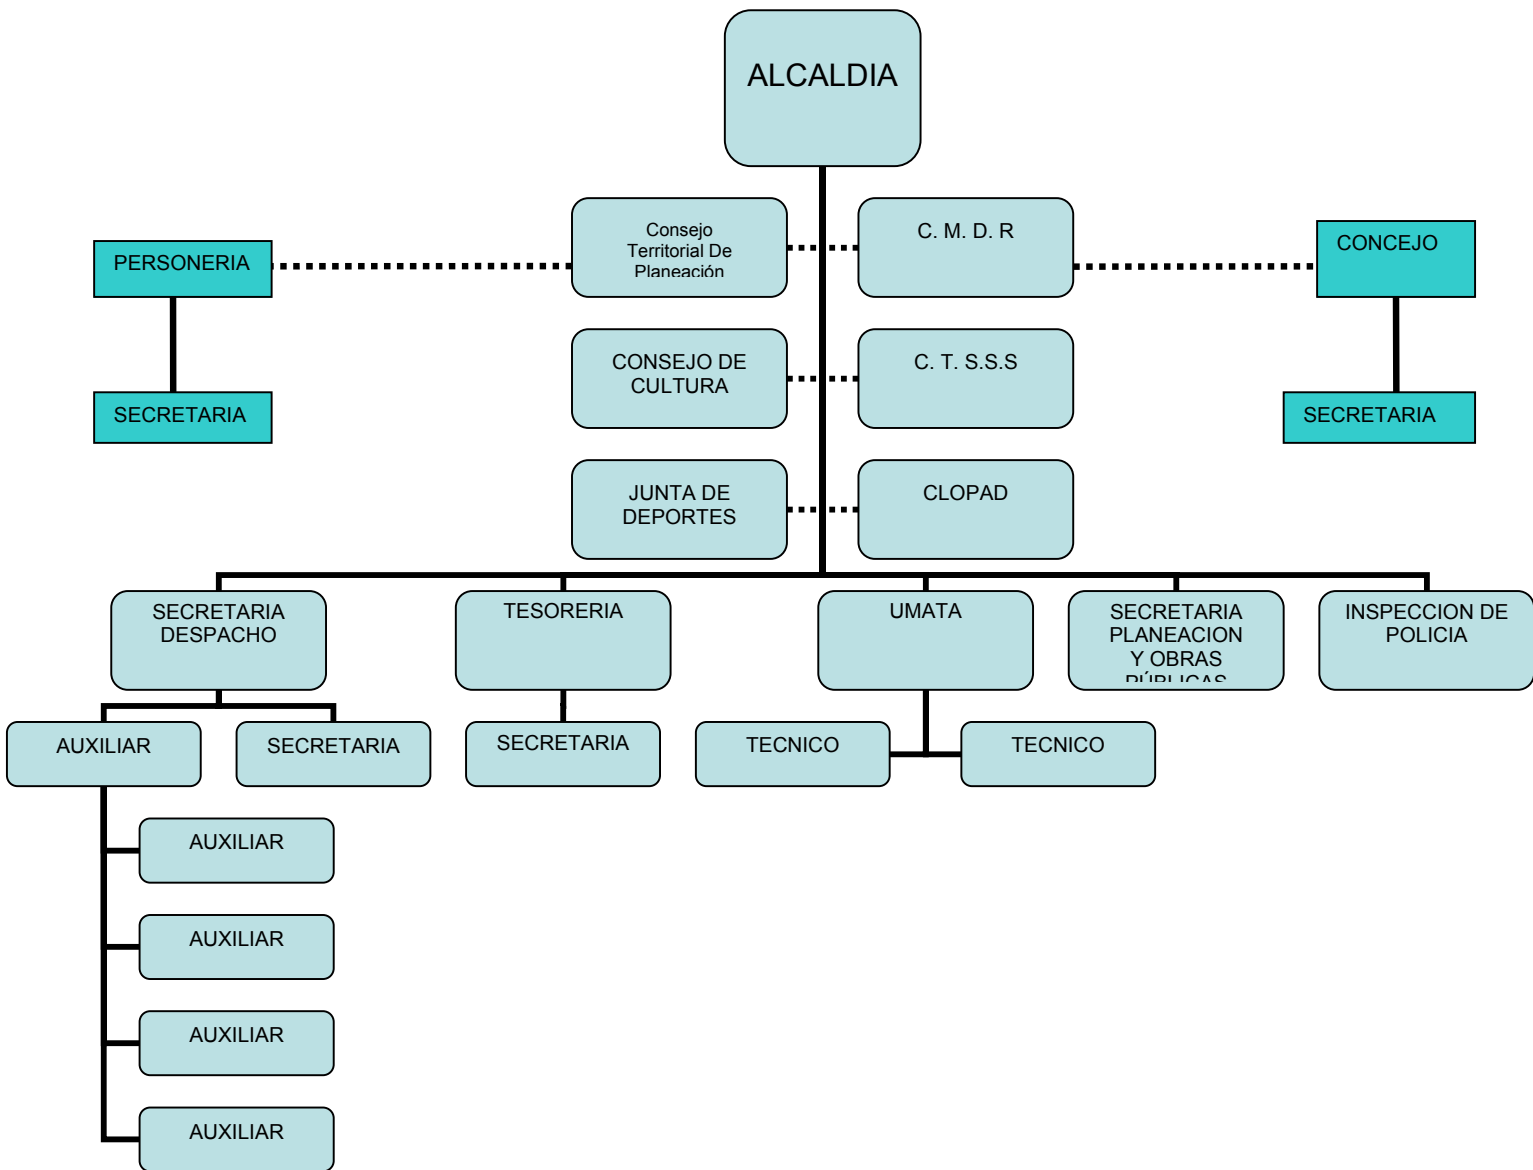 ALCALDIA
Consejo
Territorial De
Planeación
C. M. D. R
PERSONERIA
CONCEJO
CONSEJO DE
CULTURA
C. T. S.S.S
SECRETARIA
SECRETARIA
JUNTA DE
DEPORTES
CLOPAD
SECRETARIA
DESPACHO
TESORERIA
UMATA
SECRETARIA
PLANEACION
Y OBRAS
PÚBLICAS
INSPECCION DE
POLICIA
AUXILIAR
SECRETARIA
SECRETARIA
TECNICO
TECNICO
AUXILIAR
AUXILIAR
AUXILIAR
AUXILIAR